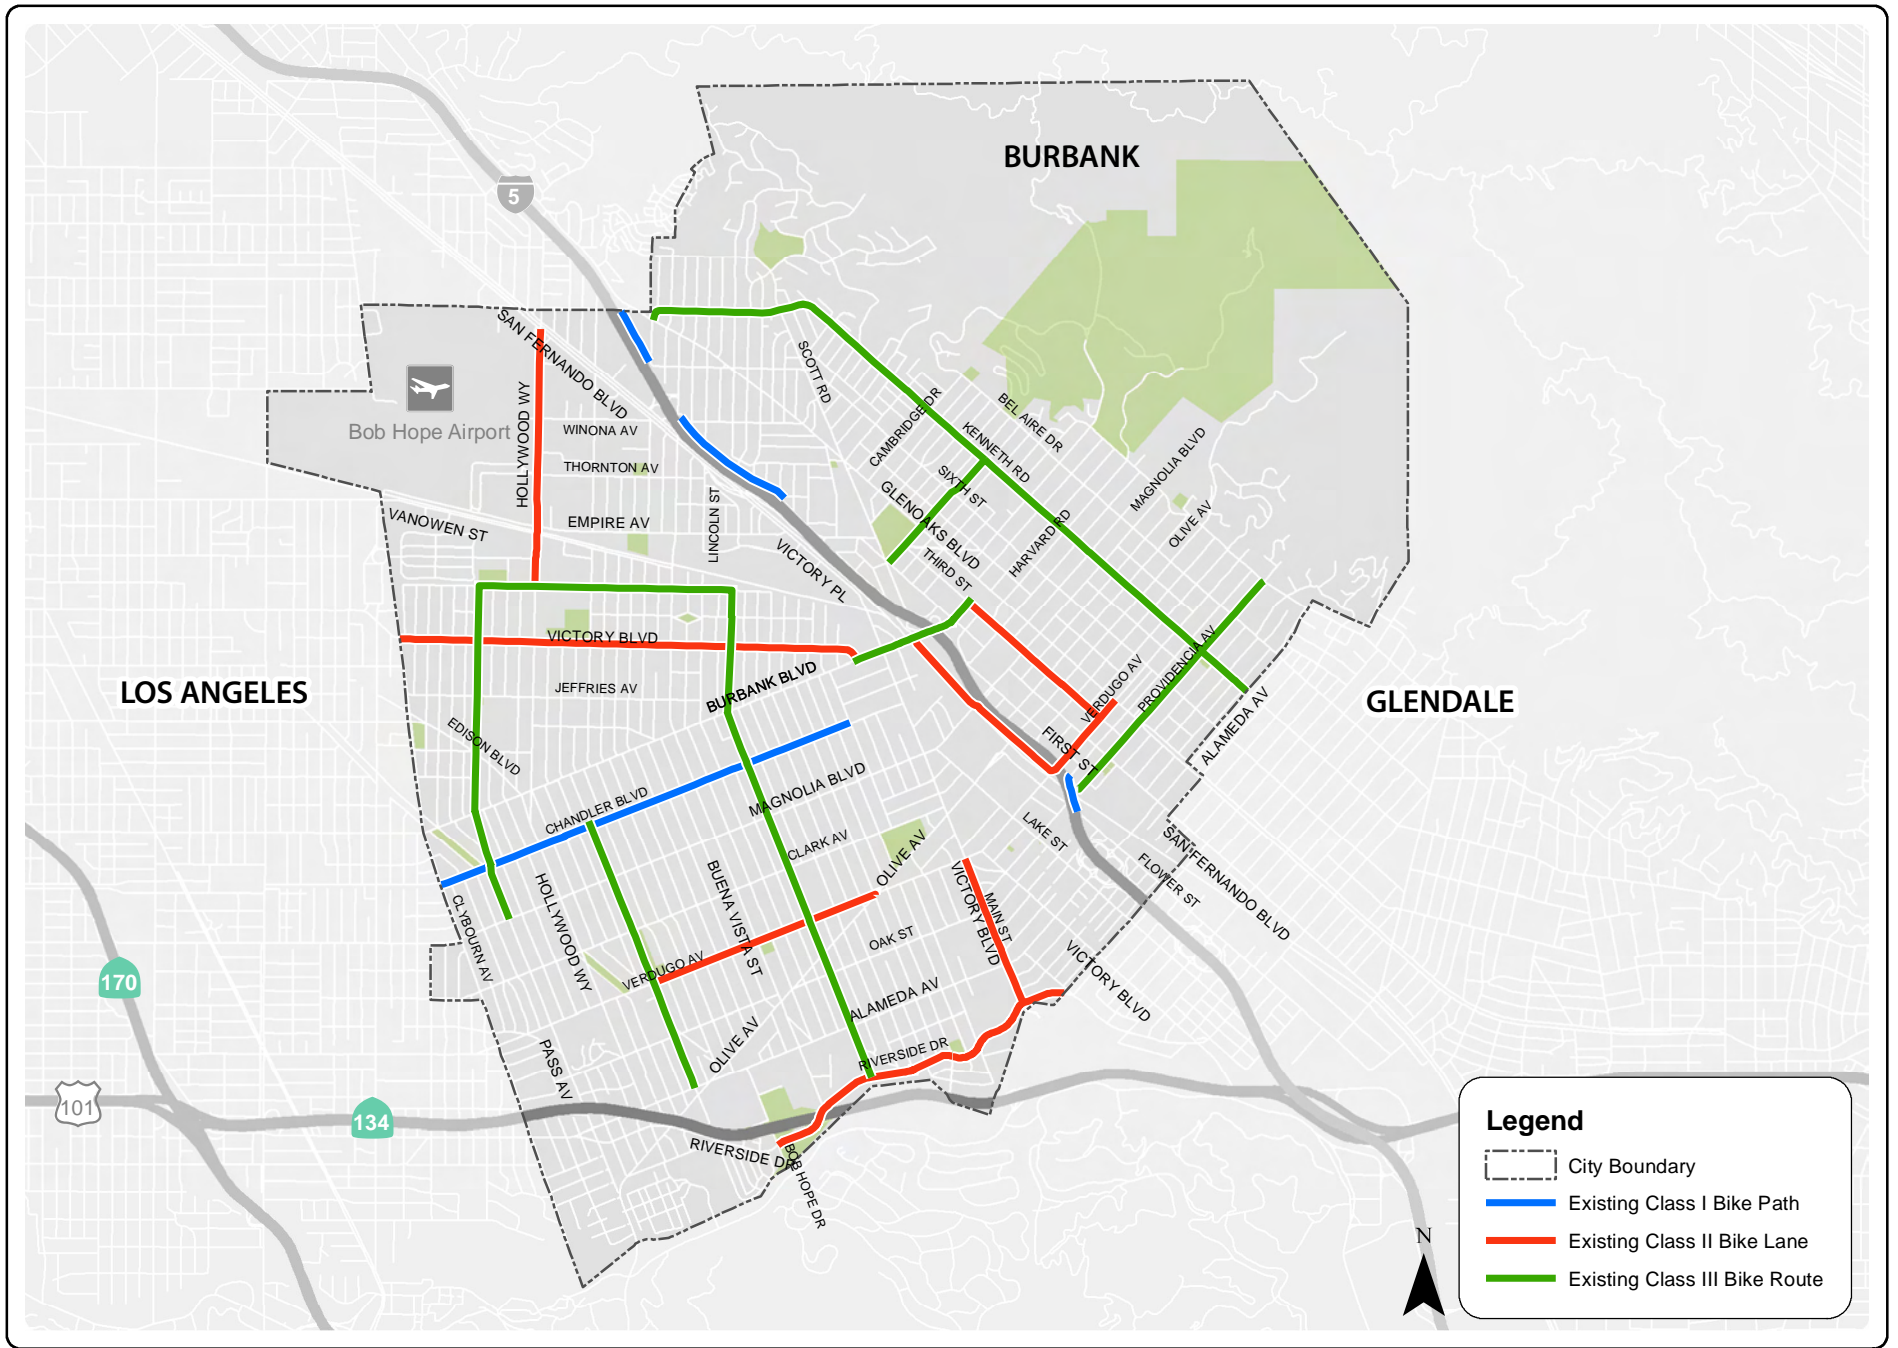 BURBANK
5
SAN FERNANDO BLVD
SCOTT RD
HOLLYWOOD WY
Bob Hope Airport
WINONA AV
THORNTON AV
EMPIRE AV
LINCOLN ST
VANOWEN ST
CAMBRIDGE DR
BEL AIRE DR
KENNETH RD
SIXTH ST
GLENOAKS BLVD
THIRD ST
HARVARD RD
MAGNOLIA BLVD
OLIVE AV
VICTORY PL
VICTORY BLVD
JEFFRIES AV
BURBANK BLVD
LOS ANGELES
GLENDALE
EDISON BLVD
VERDUGO AV
PROVIDENCIA AV
ALAMEDA AV
FIRST ST
CHANDLER BLVD
MAGNOLIA BLVD
CLARK AV
OLIVE AV
LAKE ST
FLOWER ST
SAN FERNANDO BLVD
CLYBOURN AV
HOLLYWOOD WY
BUENA VISTA ST
VERDUGO AV
OAK ST
MAIN ST
VICTORY BLVD
VICTORY BLVD
ALAMEDA AV
170
PASS AV
OLIVE AV
RIVERSIDE DR
101
134
RIVERSIDE DR
BOB HOPE DR
N
Legend
City Boundary
Existing Class I Bike Path
Existing Class II Bike Lane
Existing Class III Bike Route